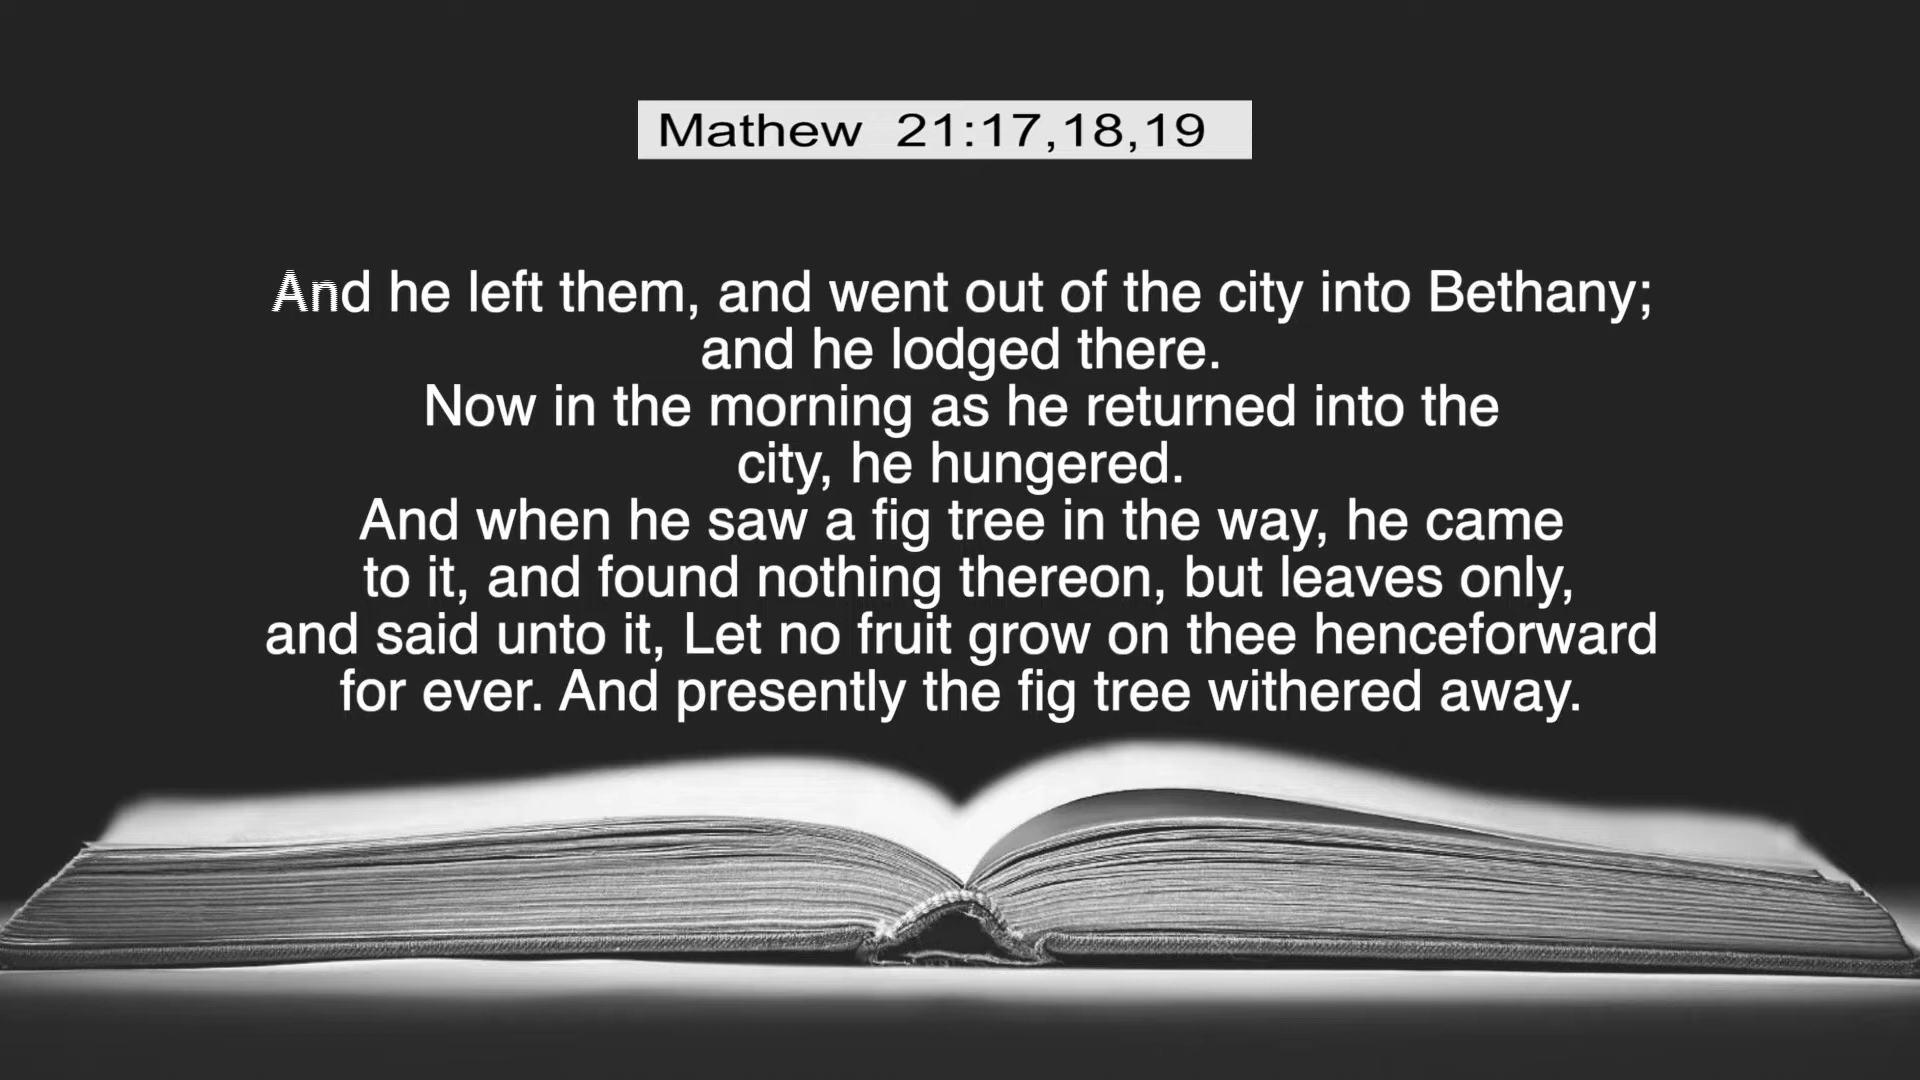 Mathew 21:17,18,19
And he left them, and went out of the city into Bethany;
and he lodged there.
Now in the morning as he returned into the
city, he hungered.
And when he saw a fig tree in the way, he came
to it, and found nothing thereon, but leaves only,
and said unto it, Let no fruit grow on thee henceforward
for ever. And presently the fig tree withered away.